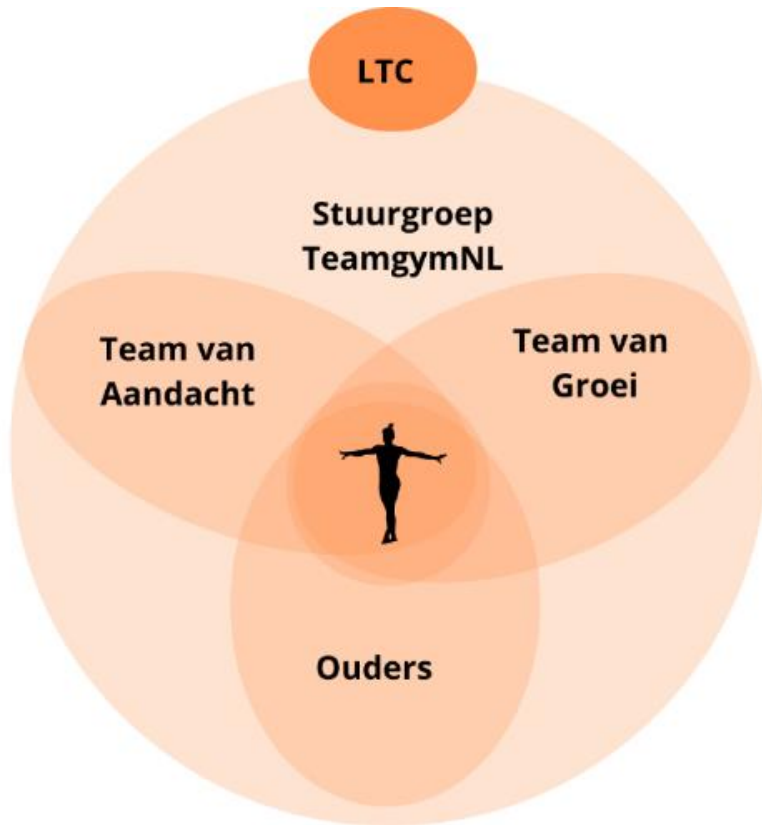 LTC
Stuurgroep
TeamgymNL
Team van
Aandacht
Team van
Groei
Ouders